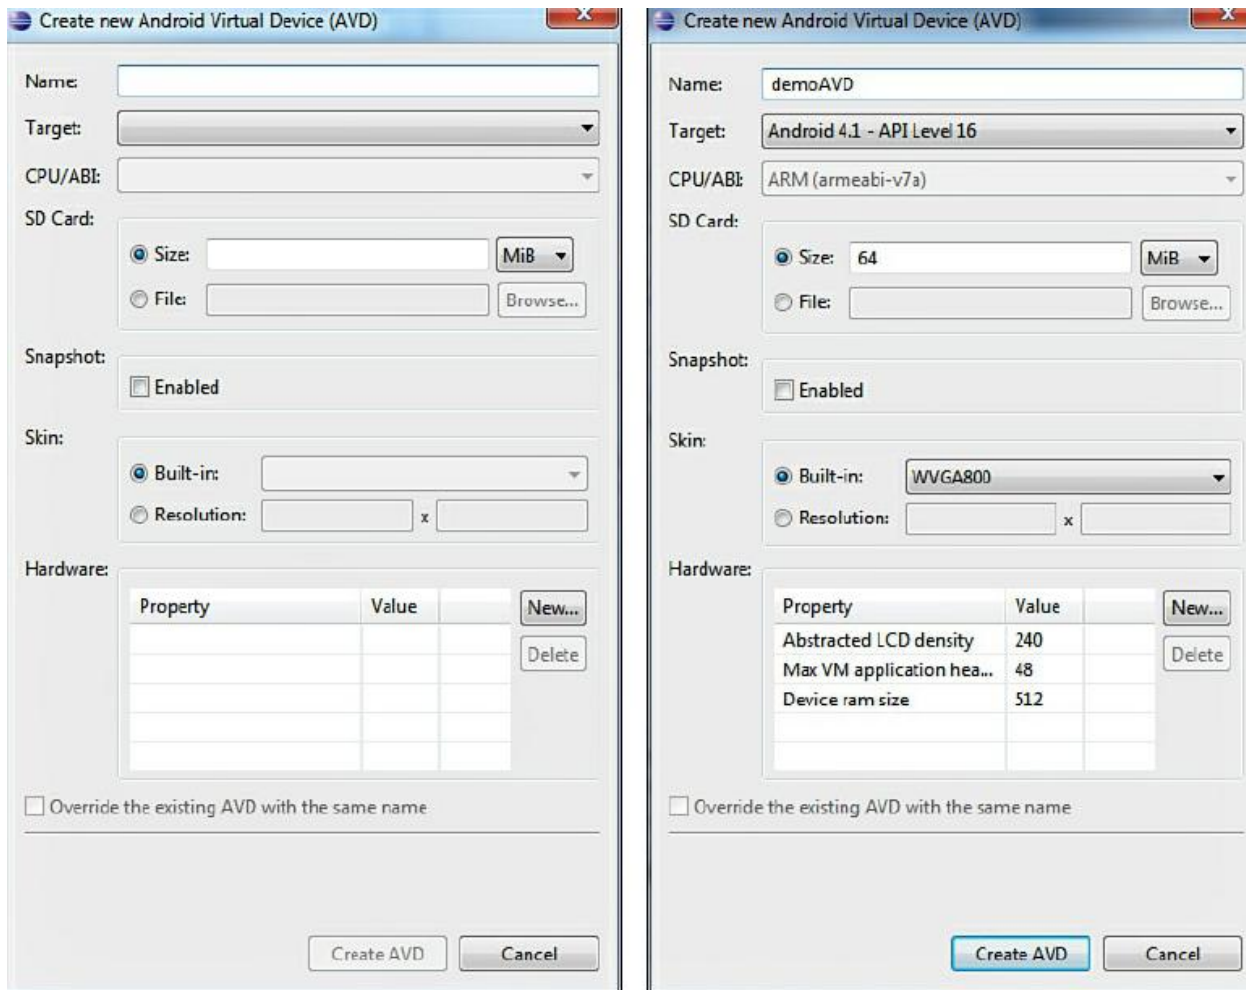 Create new Android Virtual Device (AVD)
Name:
Target:
CPU/ABI:
SD Card:
Size:
MiB
File:
Browse...
Snapshot:
Enabled
Skin:
Built-in:
Resolution:
x
Hardware:
Property Value
New...
Delete
Override the existing AVD with the same name
Create AVD
Cancel
Create new Android Virtual Device (AVD)
Name: demoAVD
Target: Android 4.1 - API Level 16
CPU/ABI: ARM (armeabi-v7a)
SD Card:
Size: 64 MiB
File:
Browse...
Snapshot:
Enabled
Skin:
Built-in: WVGA800
Resolution:
x
Hardware:
Property Value
New...
Abstracted LCD density 240
Delete
Max VM application hea... 48
Device ram size 512
Override the existing AVD with the same name
Create AVD
Cancel